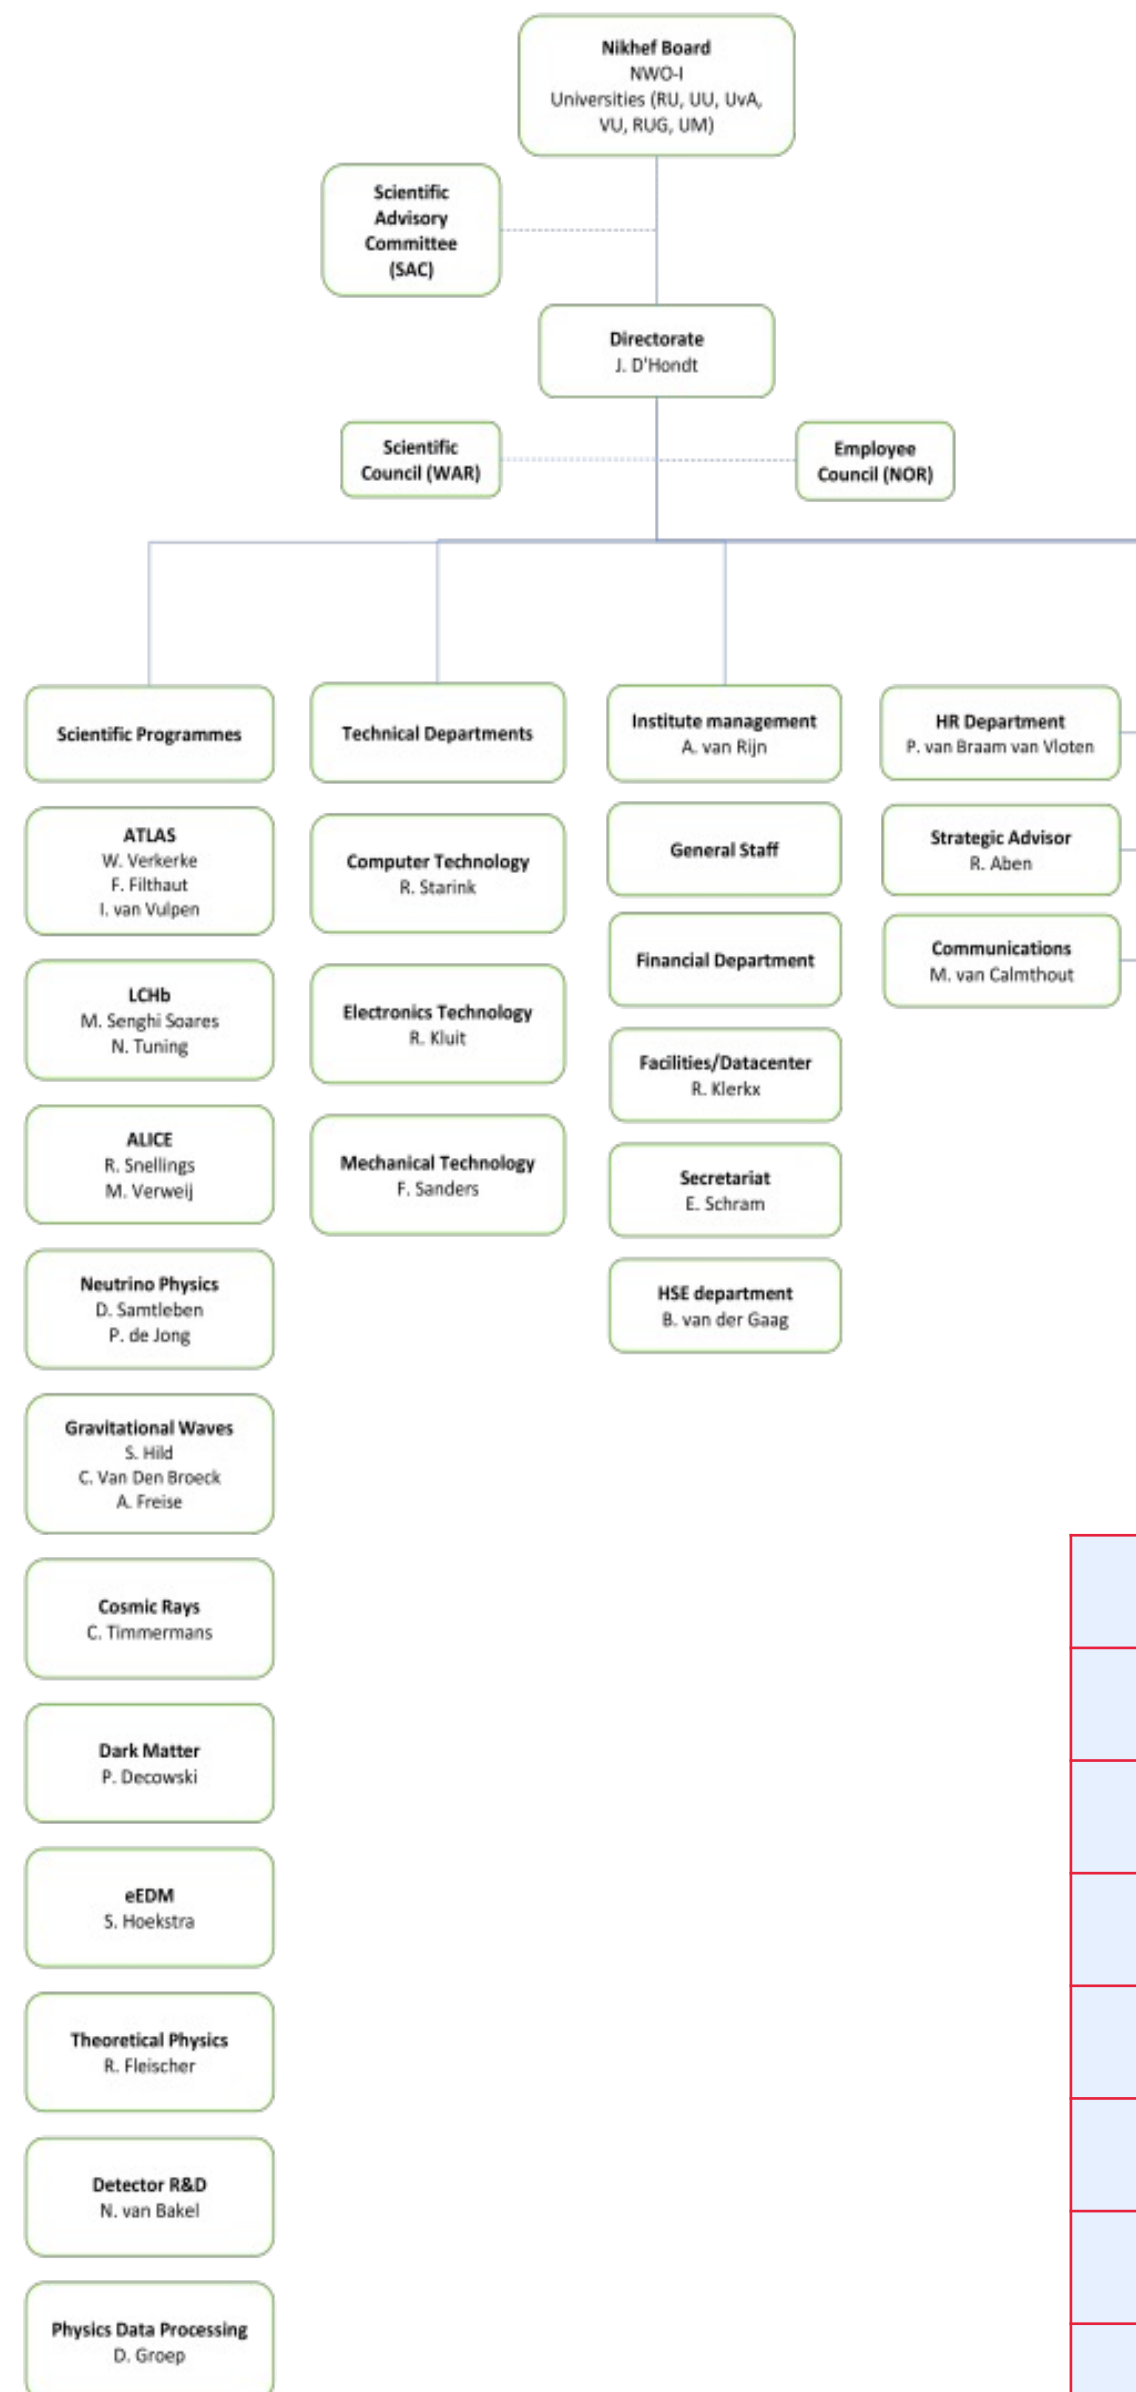 Nikhef Board
NWO-I
Universities (RU, UU, UvA,
VU, RUG, UM)
Scientific
Advisory
Committee
(SAC)
Directorate
J. D'Hondt
Scientific
Council (WAR)
Employee
Council (NOR)
Scientific Programmes
ATLAS
W. Verkerke
F. Filthaut
I. van Vulpen
LCHb
M. Senghi Soares
N. Tuning
ALICE
R. Snellings
M. Verweij
Neutrino Physics
D. Samtleben
P. de Jong
Gravitational Waves
S. Hild
C. Van Den Broeck
A. Freise
Cosmic Rays
C. Timmermans
Dark Matter
P. Decowski
eEDM
S. Hoekstra
Theoretical Physics
R. Fleischer
Detector R&D
N. van Bakel
Physics Data Processing
D. Groep
Technical Departments
Computer Technology
R. Starink
Electronics Technology
R. Kluit
Mechanical Technology
F. Sanders
Institute management
A. van Rijn
General Staff
Financial Department
Facilities/Datacenter
R. Klerkx
Secretariat
E. Schram
HSE department
B. van der Gaag
HR Department
P. van Braam van Vloten
Strategic Advisor
R. Aben
Communications
M. van Calmthout